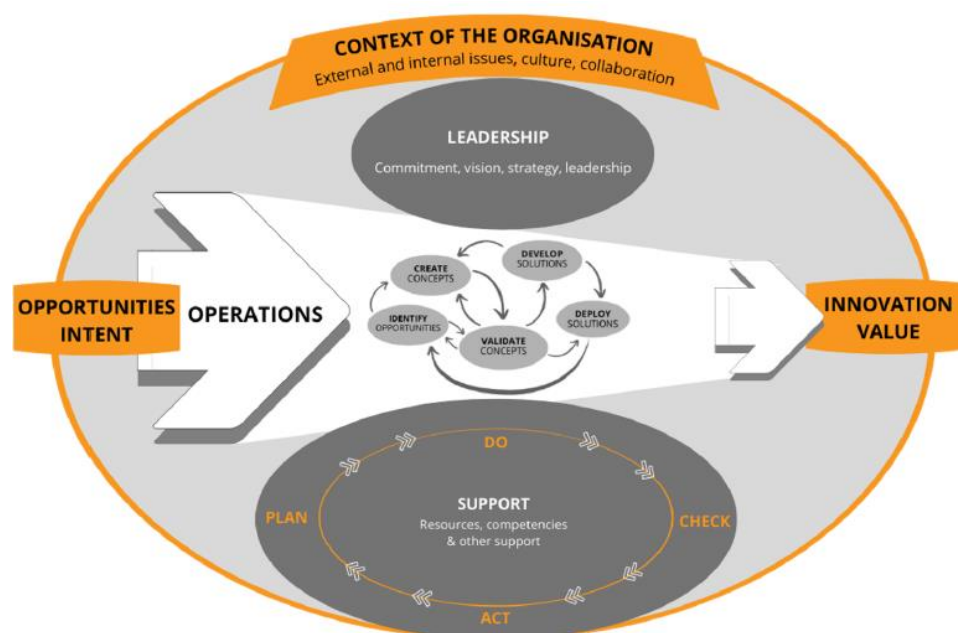 CONTEXT OF THE ORGANISATION
External and internal issues, culture, collaboration
LEADERSHIP
Commitment, vision, strategy, leadership
OPPORTUNITIES
INTENT
OPERATIONS
CREATE
CONCEPTS
DEVELOP
SOLUTIONS
IDENTIFY
OPPORTUNITIES
VALIDATE
CONCEPTS
DEPLOY
SOLUTIONS
INNOVATION
VALUE
DO
PLAN
SUPPORT
Resources, competencies
& other support
CHECK
ACT